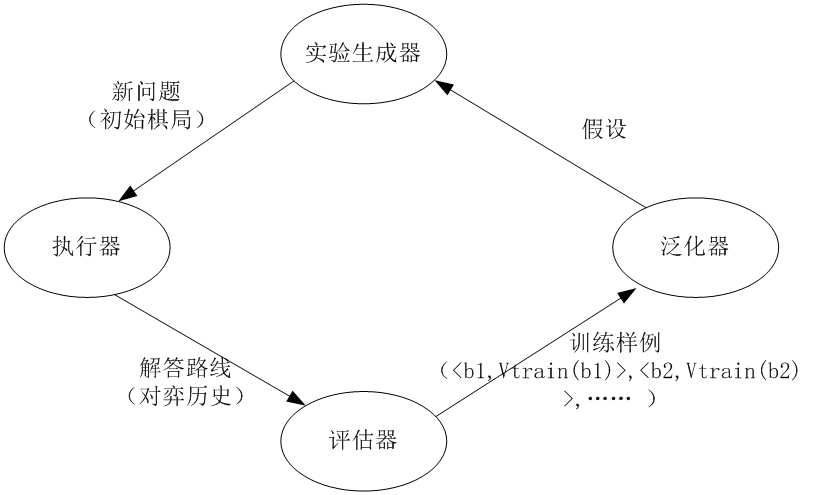 实验生成器
新问题
（初始棋局）
假设
执行器
泛化器
解答路线
（对弈历史）
训练样例
（<b1,Vtrain(b1)>,<b2,Vtrain(b2)
>,…… ）
评估器